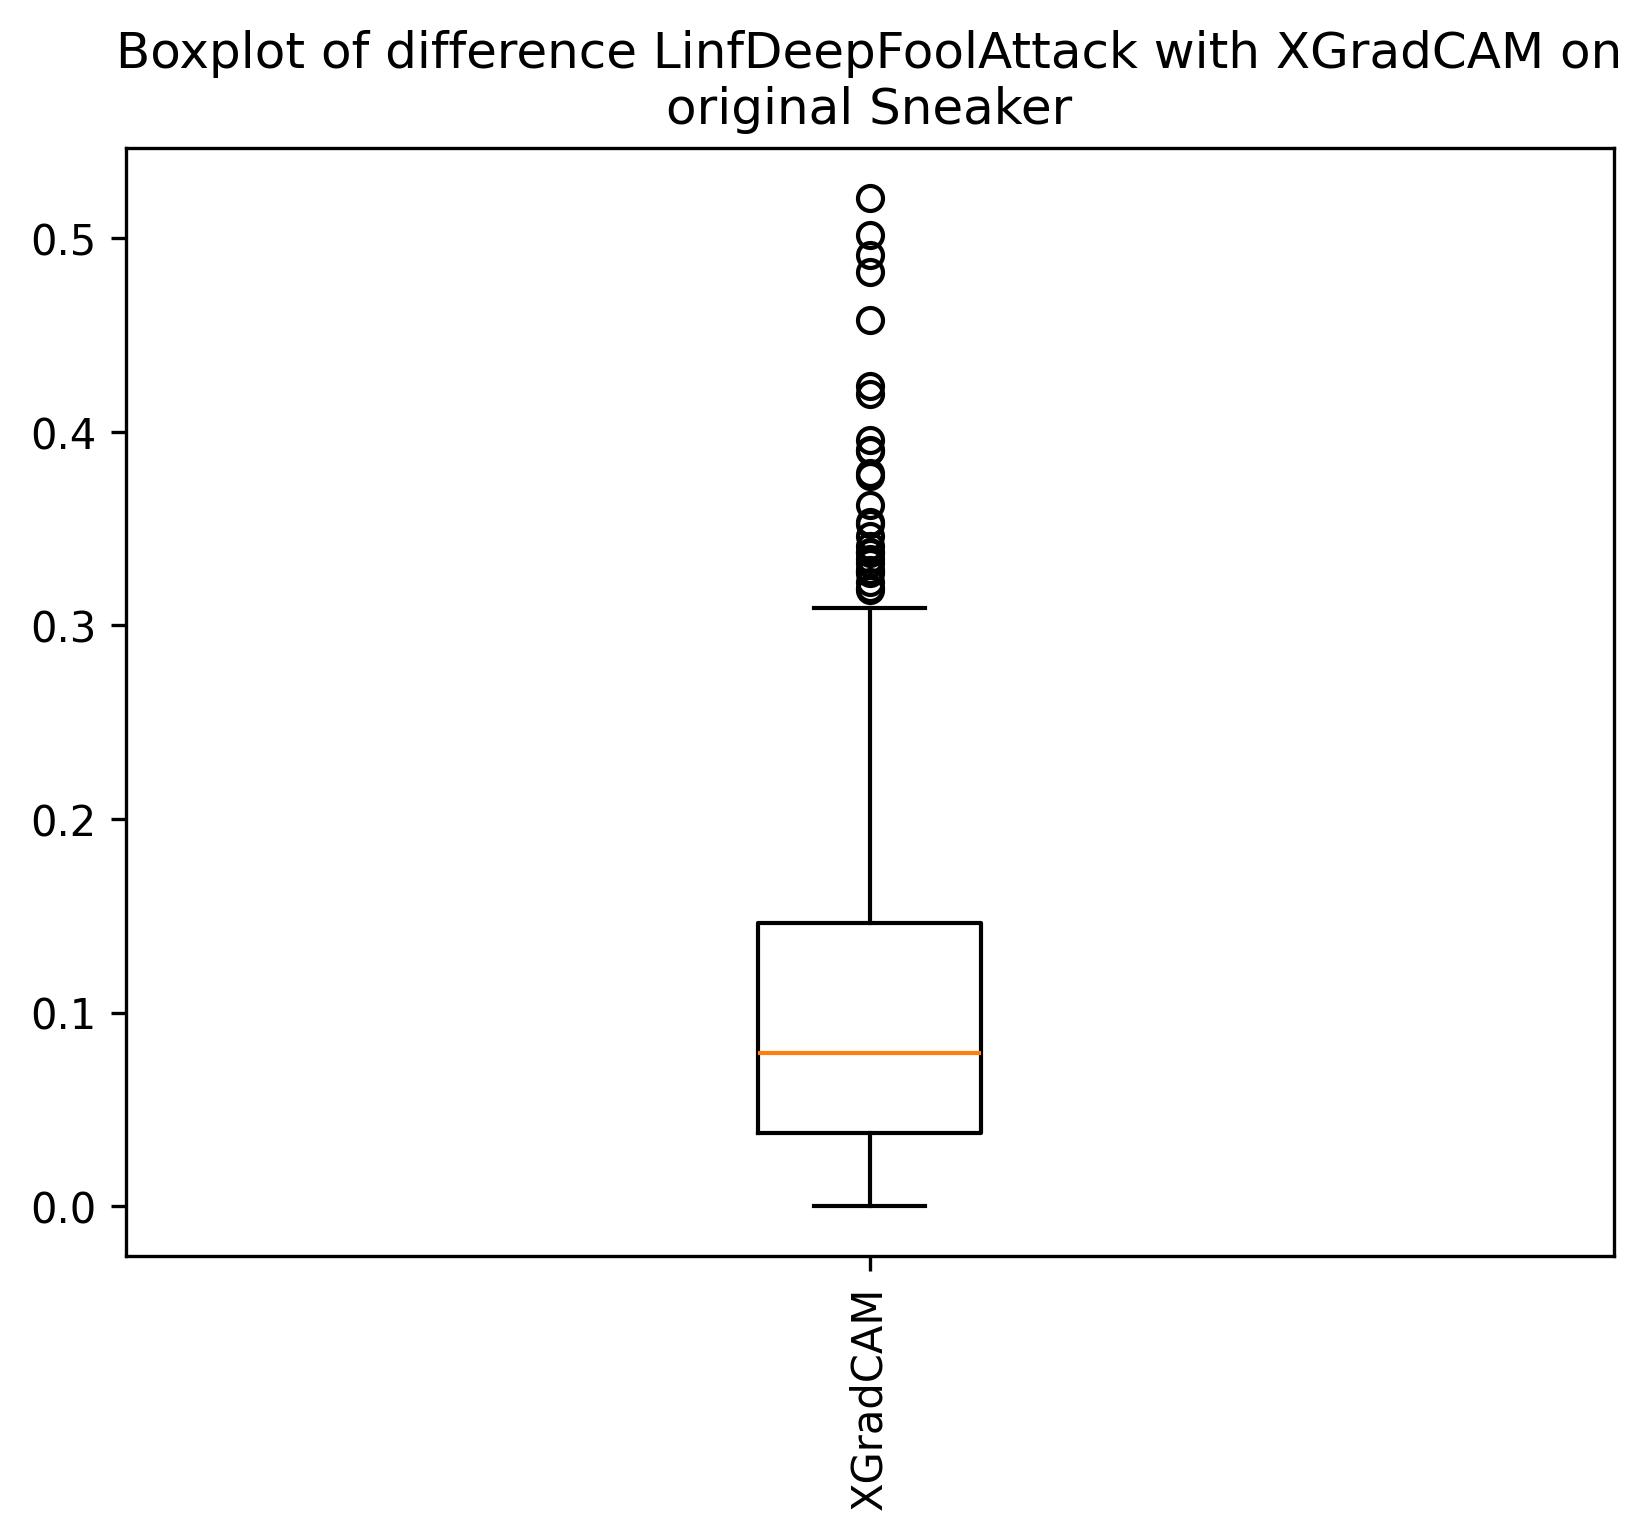 Boxplot of difference LinfDeepFoolAttack with XGradCAM on
original Sneaker
0.5
0.4
0.3
0.2
0.1
0.0
XGradCAM